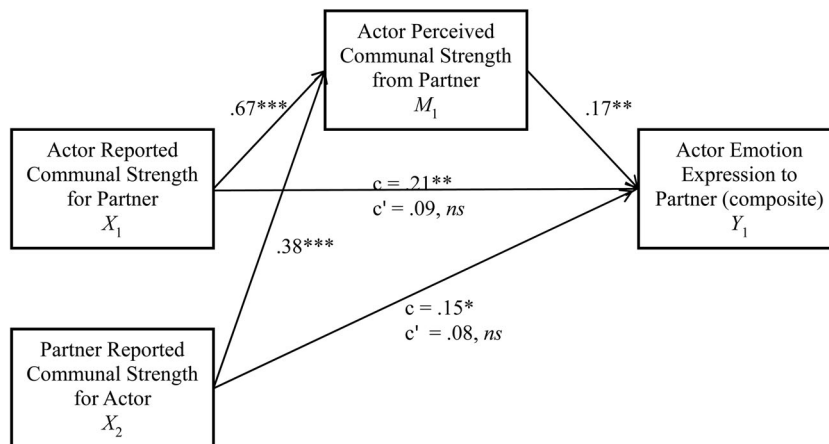 Actor Perceived
Communal Strength
from Partner
M₁
.67***
.17**
Actor Reported
Communal Strength
for Partner
X₁
c = .21**
c' = .09, ns
Actor Emotion
Expression to
Partner (composite)
Y₁
.38***
Partner Reported
Communal Strength
for Actor
X₂
c = .15*
c' = .08, ns